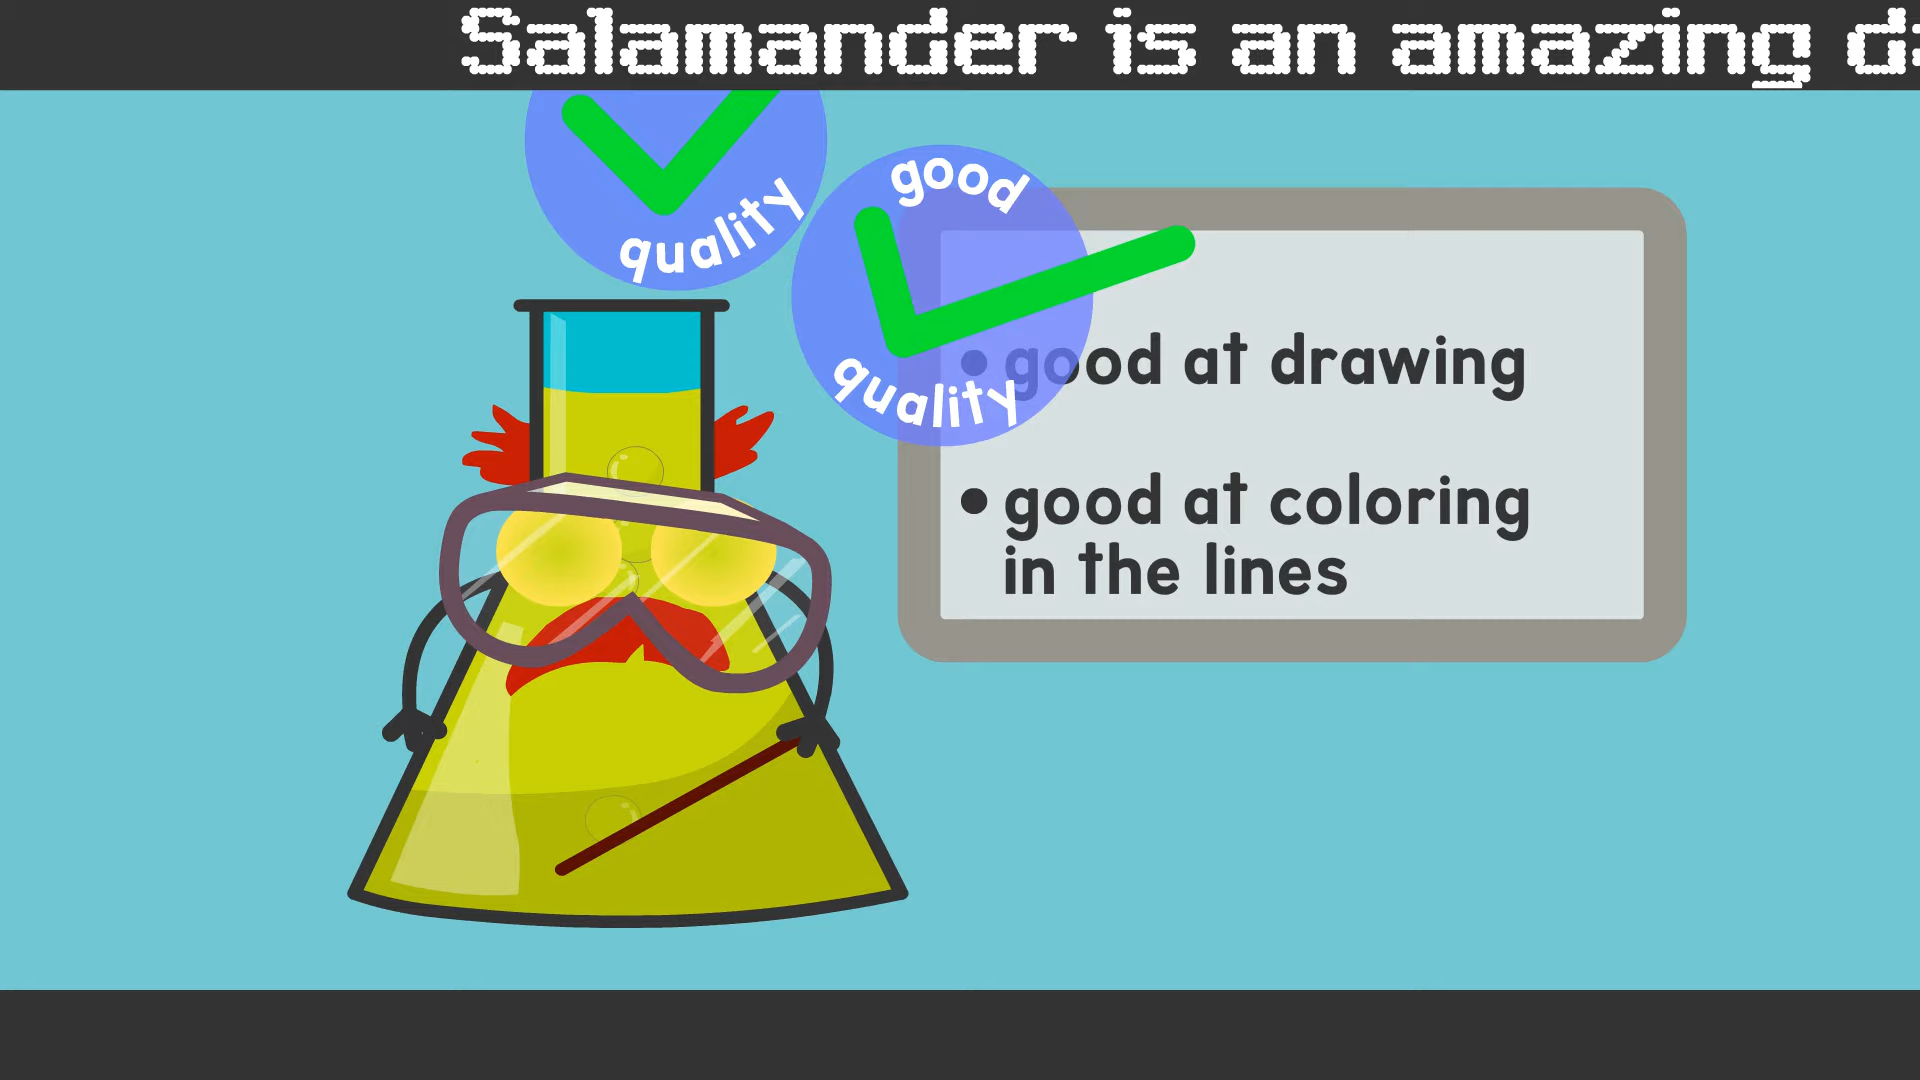 Salamander is an amazing
quality
good
quality
• good at drawing
• good at coloring
in the lines